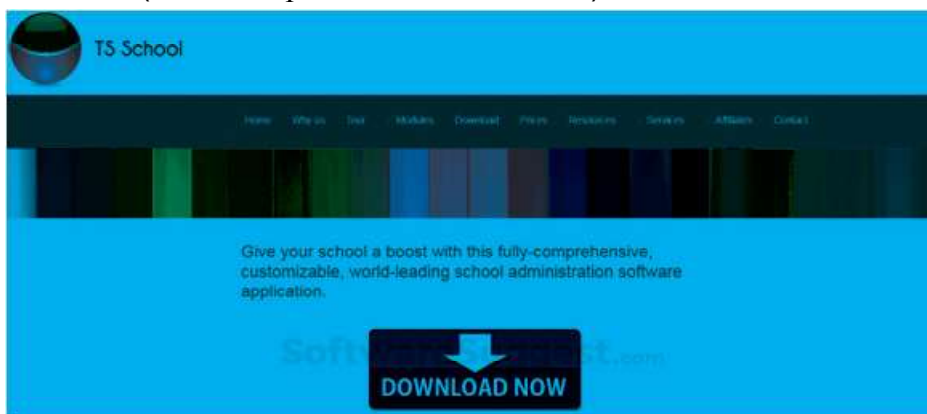 TS School
Home Why us Tour Modules Download Prices Resources Services Affiliates Contact
Give your school a boost with this fully-comprehensive,
customizable, world-leading school administration software
application.
DOWNLOAD NOW